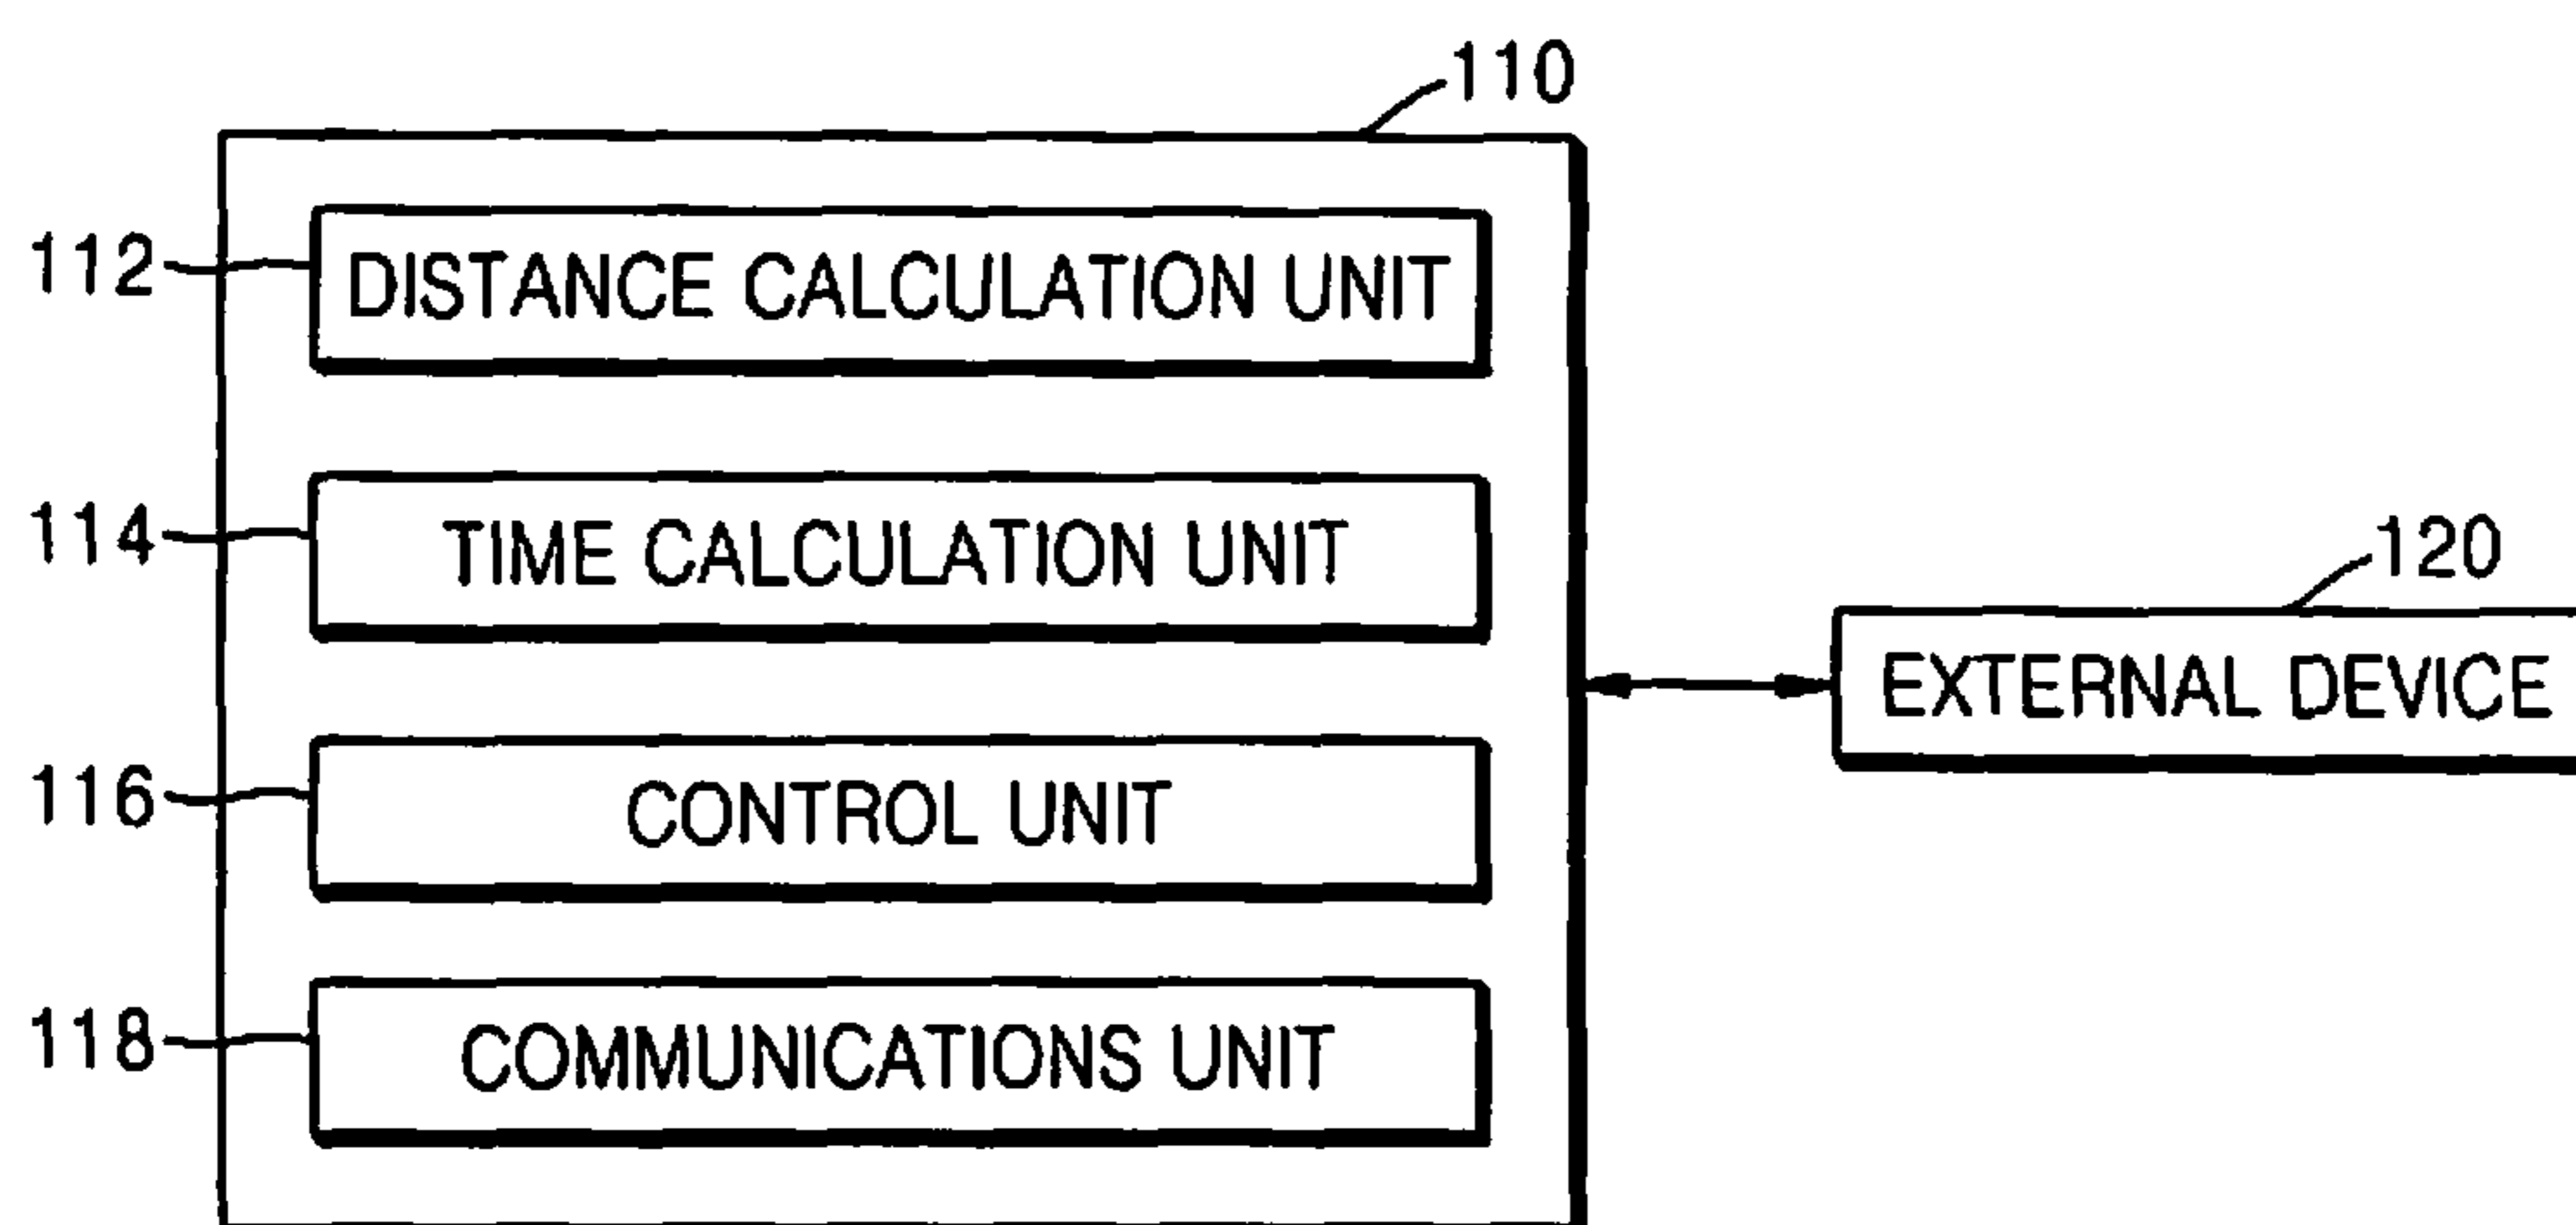 110
112 DISTANCE CALCULATION UNIT
114 TIME CALCULATION UNIT
120
EXTERNAL DEVICE
116 CONTROL UNIT
118 COMMUNICATIONS UNIT